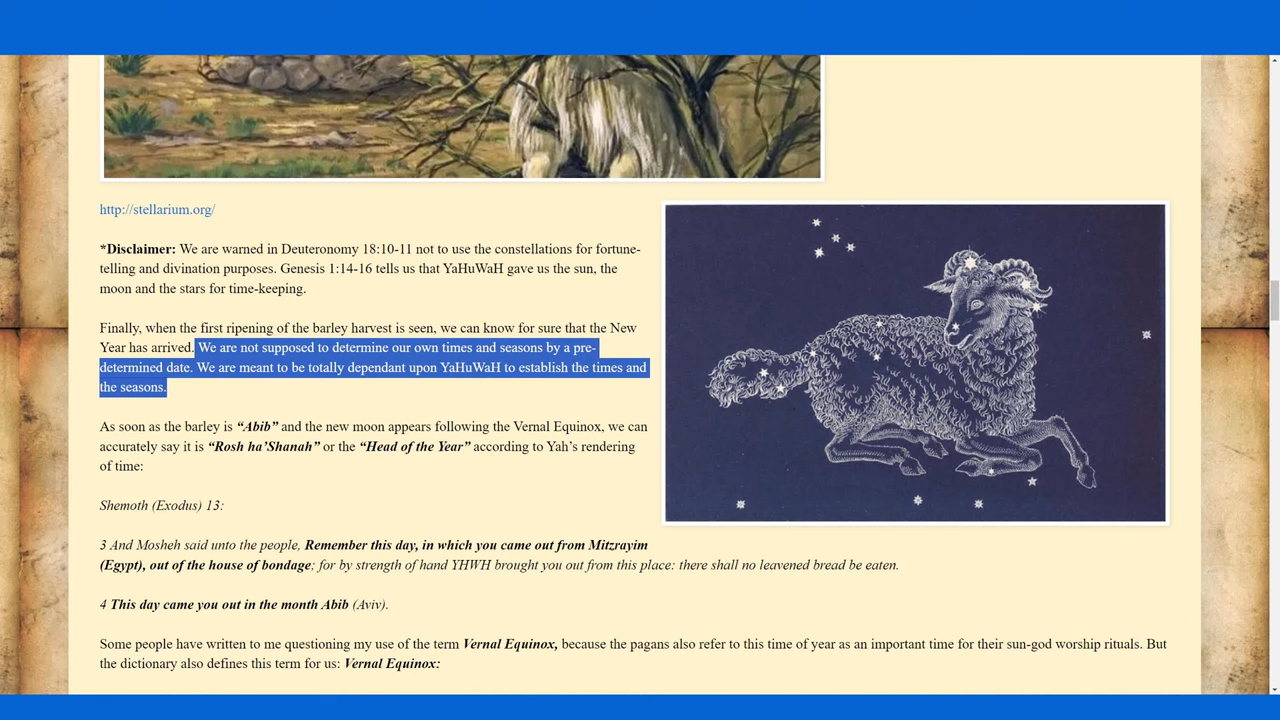 http://stellarium.org/
*Disclaimer: We are warned in Deuteronomy 18:10-11 not to use the constellations for fortune-
telling and divination purposes. Genesis 1:14-16 tells us that YaHuWaH gave us the sun, the
moon and the stars for time-keeping.
Finally, when the first ripening of the barley harvest is seen, we can know for sure that the New
Year has arrived. We are not supposed to determine our own times and seasons by a pre-
determined date. We are meant to be totally dependant upon YaHuWaH to establish the times and
the seasons.
As soon as the barley is “Abib” and the new moon appears following the Vernal Equinox, we can
accurately say it is “Rosh ha’Shanah” or the “Head of the Year” according to Yah’s rendering
of time:
Shemoth (Exodus) 13:
3 And Mosheh said unto the people, Remember this day, in which you came out from Mitzrayim
(Egypt), out of the house of bondage; for by strength of hand YHWH brought you out from this place: there shall no leavened bread be eaten.
4 This day came you out in the month Abib (Aviv).
Some people have written to me questioning my use of the term Vernal Equinox, because the pagans also refer to this time of year as an important time for their sun-god worship rituals. But
the dictionary also defines this term for us: Vernal Equinox: